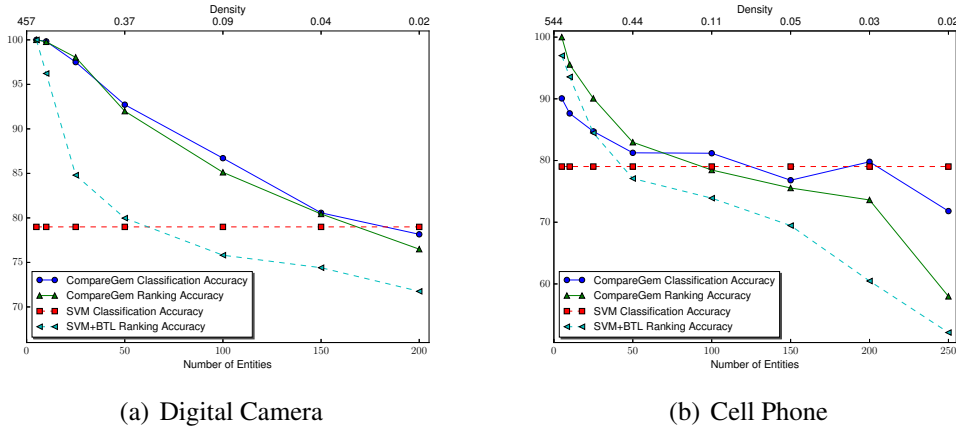 Density
457 0.37 0.09 0.04 0.02
100
95
90
85
80
75
70
CompareGem Classification Accuracy
CompareGem Ranking Accuracy
SVM Classification Accuracy
SVM+BTL Ranking Accuracy
0 50 100 150 200
Number of Entities
(a) Digital Camera
Density
544 0.44 0.11 0.05 0.03 0.02
100
90
80
70
60
CompareGem Classification Accuracy
CompareGem Ranking Accuracy
SVM Classification Accuracy
SVM+BTL Ranking Accuracy
0 50 100 150 200 250
Number of Entities
(b) Cell Phone